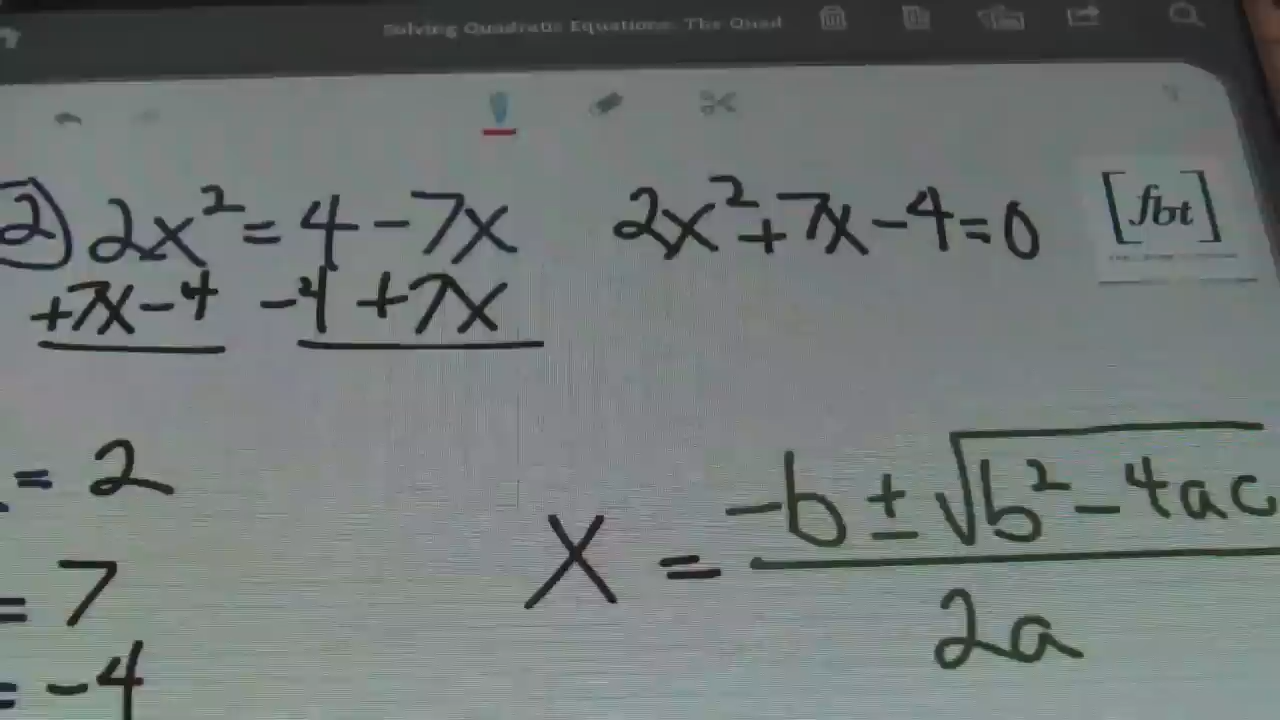 Solving Quadratic Equations: The Quad
2) 2x² = 4 - 7x 2x² + 7x - 4 = 0
[fbt]
+7x - 4 -4 + 7x
= 2
x = -b ± √b² - 4ac
2a
= 7
= -4